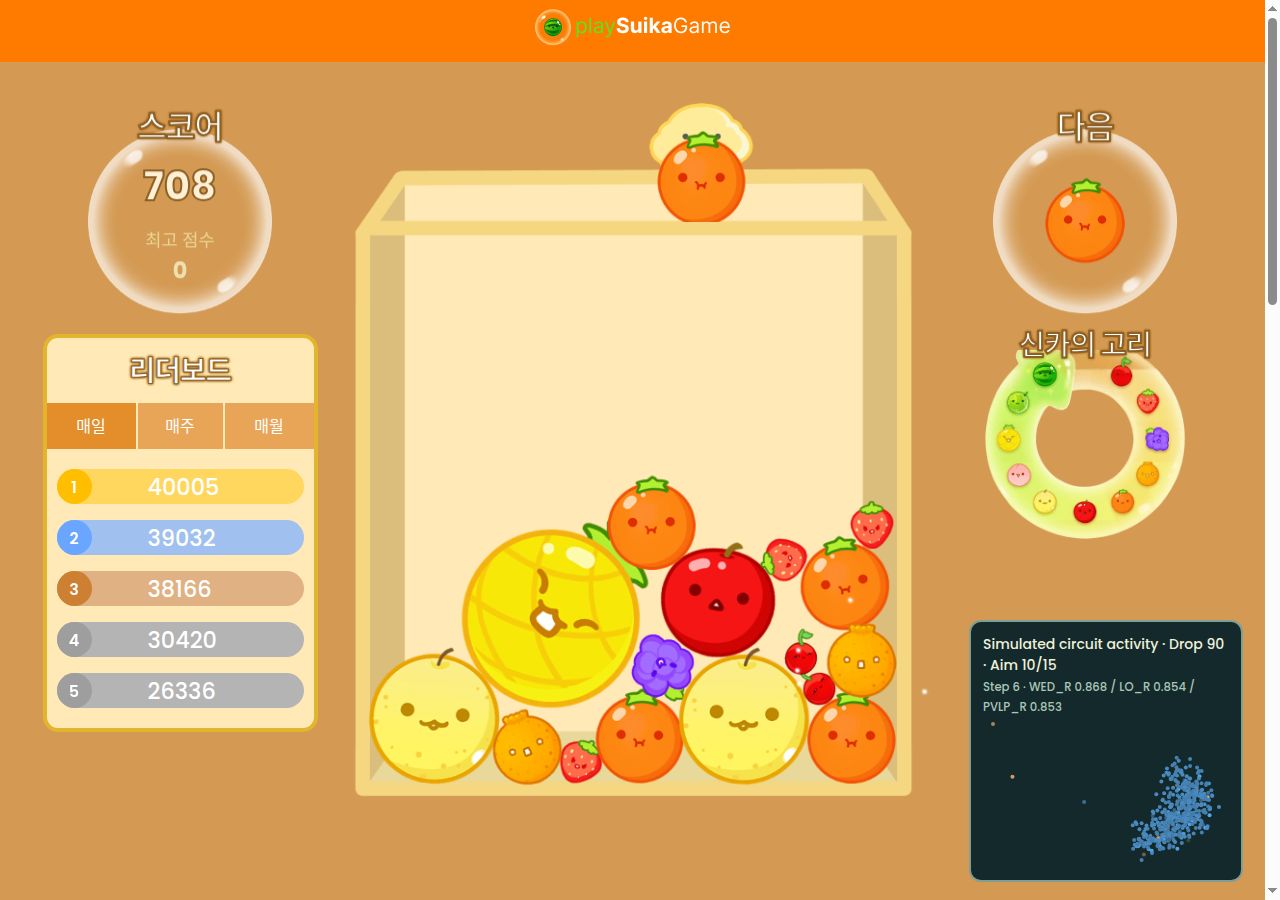 playSuikaGame
스코어
708
최고 점수
0
다음
리더보드
매일 매주 매월
1 40005
2 39032
3 38166
4 30420
5 26336
신카의 고리
Simulated circuit activity · Drop 90
· Aim 10/15
Step 6 · WED_R 0.868 / LO_R 0.854 /
PVLP_R 0.853